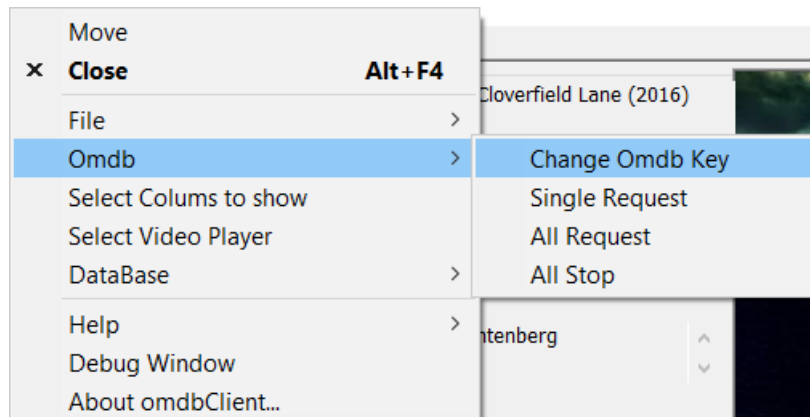 Move
Close Alt+F4
File
Omdb
Select Colums to show
Select Video Player
DataBase
Help
Debug Window
About omdbClient...
Cloverfield Lane (2016)
Change Omdb Key
Single Request
All Request
All Stop
ntenberg